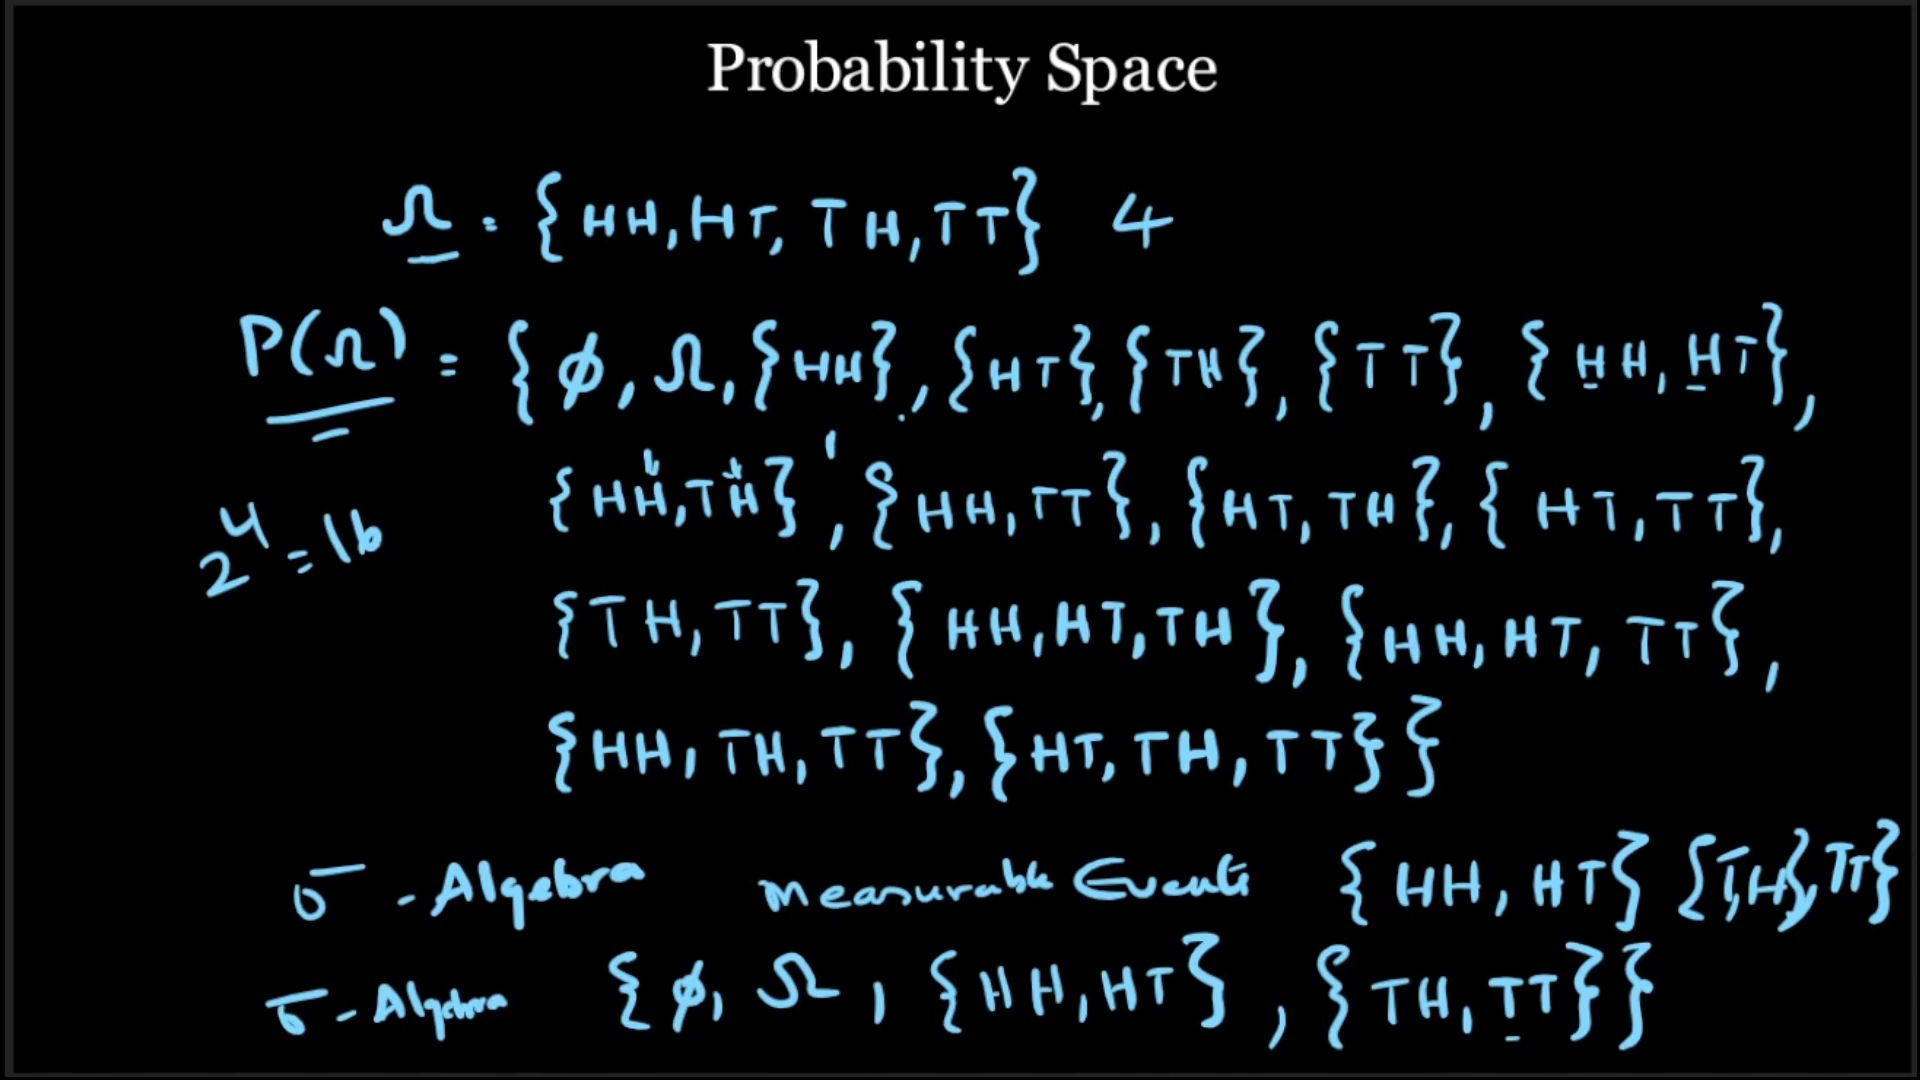 Probability Space
Ω = {HH, HT, TH, TT} 4
P(Ω) = {φ, Ω, {HH}, {HT}, {TH}, {TT}, {HH, HT},
{HH, TH}, {HH, TT}, {HT, TH}, {HT, TT},
2⁴ = 16
{TH, TT}, {HH, HT, TH}, {HH, HT, TT},
{HH, TH, TT}, {HT, TH, TT}}
σ - Algebra Measurable Events {HH, HT} {TH}, TT}
σ - Algebra {φ, Ω, {HH, HT}, {TH, TT}}